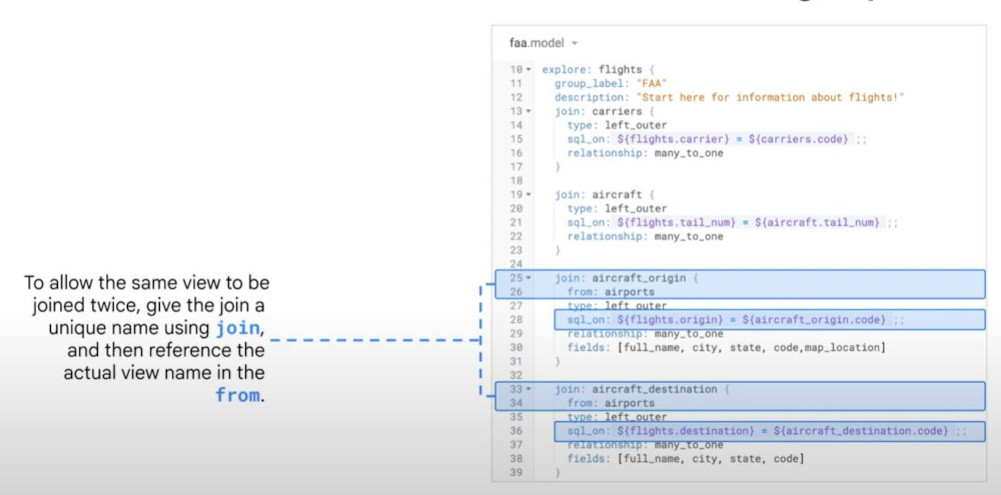 To allow the same view to be
joined twice, give the join a
unique name using join,
and then reference the
actual view name in the
from.
faa.model
10 explore: flights {
11 group_label: "FAA"
12 description: "Start here for information about flights!"
13 join: carriers {
14 type: left_outer
15 sql_on: ${flights.carrier} = ${carriers.code} ;;
16 relationship: many_to_one
17 }
18
19 join: aircraft {
20 type: left_outer
21 sql_on: ${flights.tail_num} = ${aircraft.tail_num} ;;
22 relationship: many_to_one
23 }
24
25 join: aircraft_origin {
26 from: airports
27 type: left_outer
28 sql_on: ${flights.origin} = ${aircraft_origin.code} ;;
29 relationship: many_to_one
30 fields: [full_name, city, state, code,map_location]
31 }
32
33 join: aircraft_destination {
34 from: airports
35 type: left_outer
36 sql_on: ${flights.destination} = ${aircraft_destination.code} ;;
37 relationship: many_to_one
38 fields: [full_name, city, state, code]
39 }